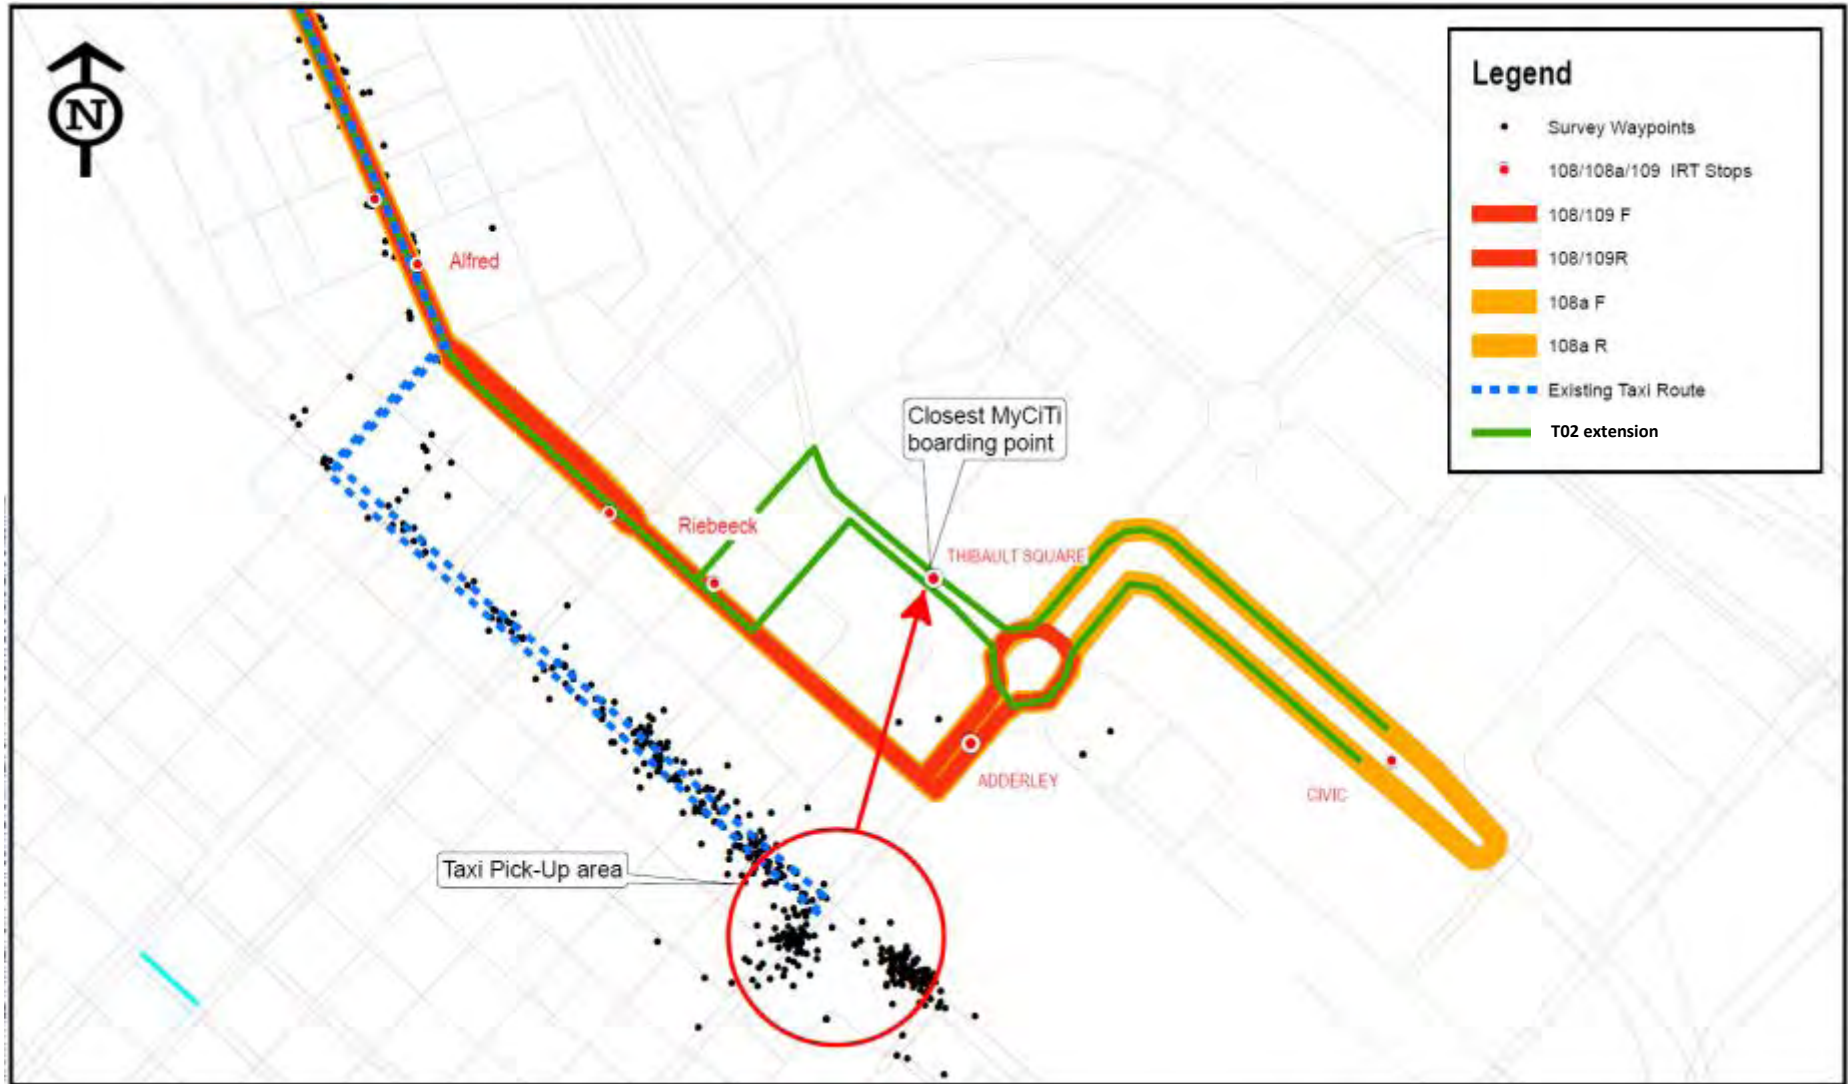 N
Legend
Survey Waypoints
108/108a/109 IRT Stops
108/109 F
108/109R
108a F
108a R
Existing Taxi Route
T02 extension
Alfred
Closest MyCiTi
boarding point
Riebeeck
THIBAULT SQUARE
ADDERLEY
CIVIC
Taxi Pick-Up area